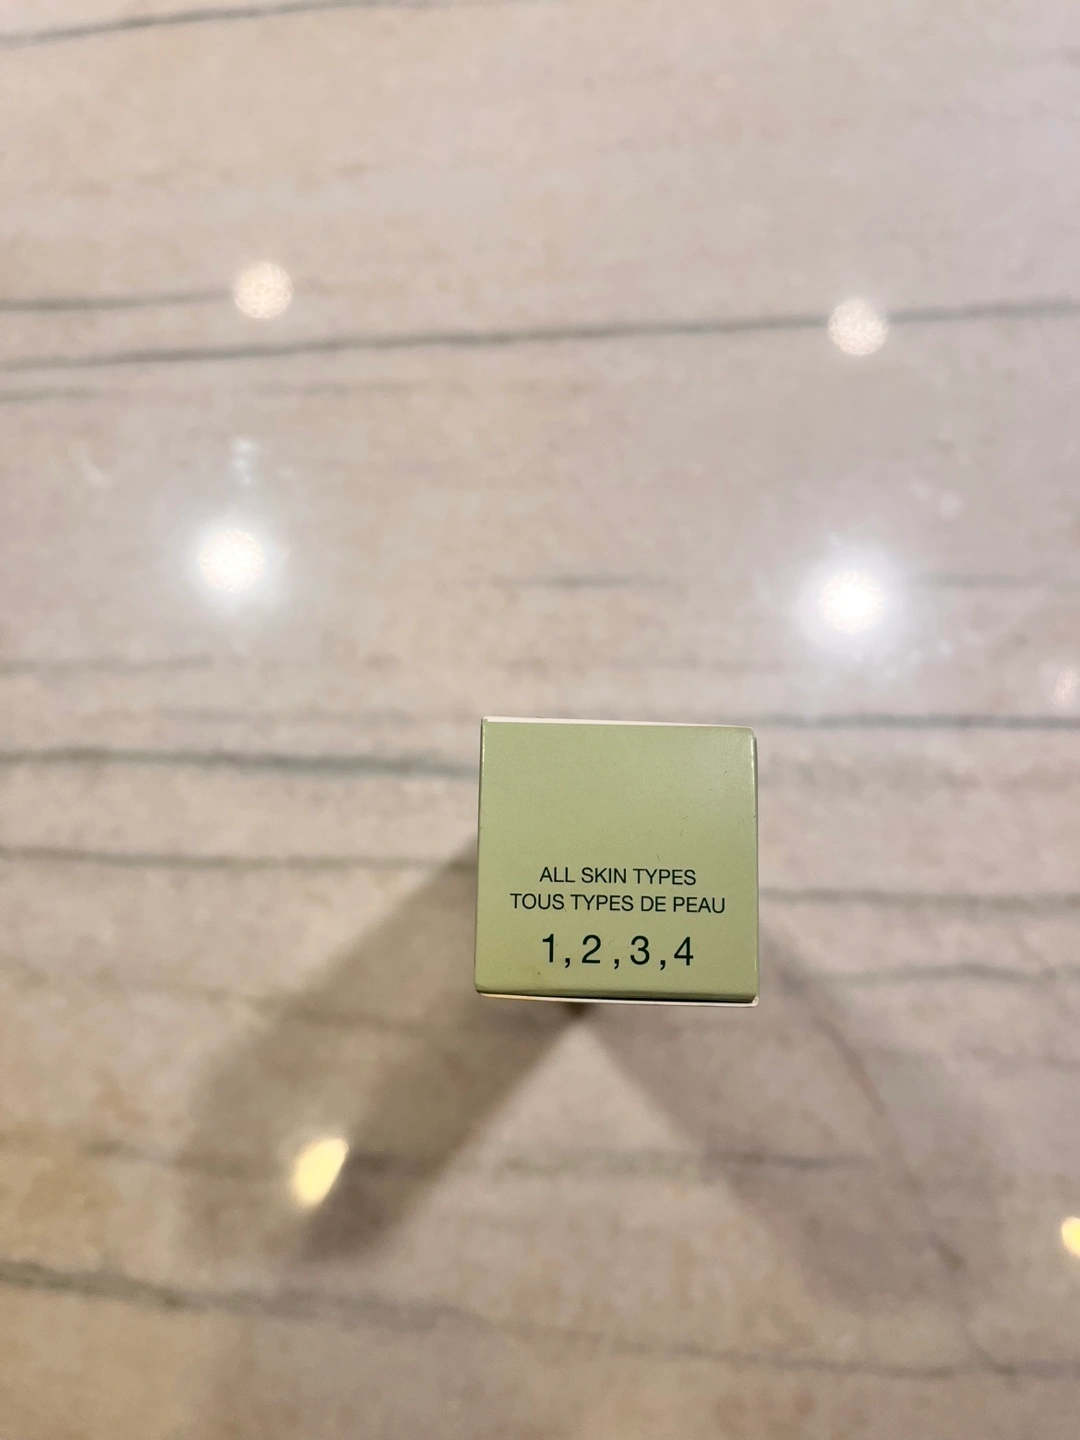 ALL SKIN TYPES
TOUS TYPES DE PEAU
1, 2 , 3 , 4